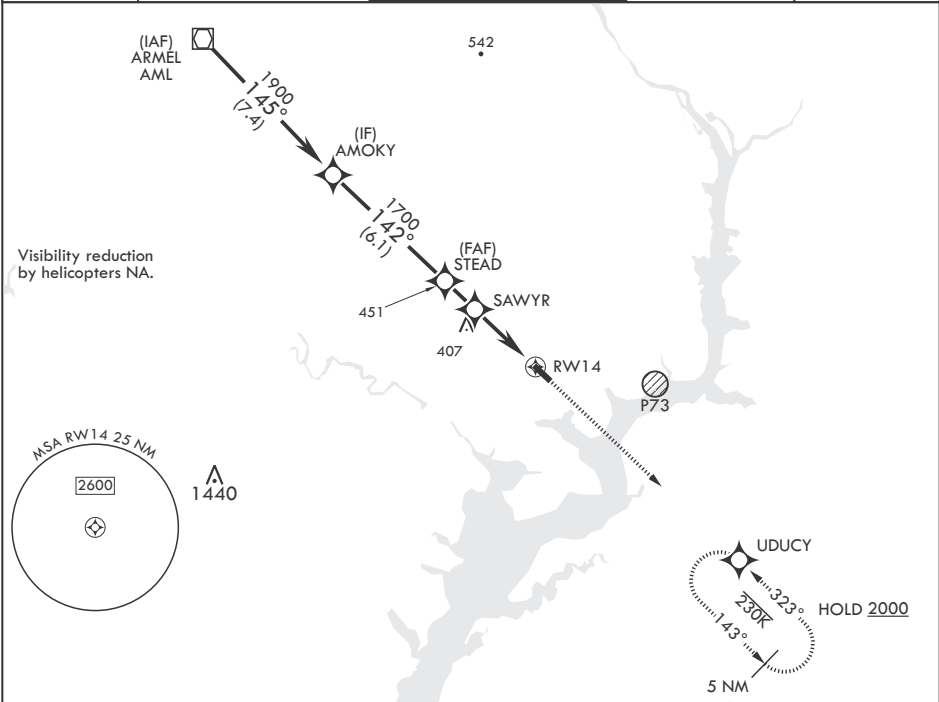 (IAF)
ARMEL
AML
542
1900
145°
(7.4)
(IF)
AMOKY
1700
142°
(6.1)
Visibility reduction
by helicopters NA.
(FAF)
STEAD
SAWYR
451
407
RW14
P73
MSA RW14 25 NM
2600
1440
UDUCY
323°
230K
143°
HOLD 2000
5 NM